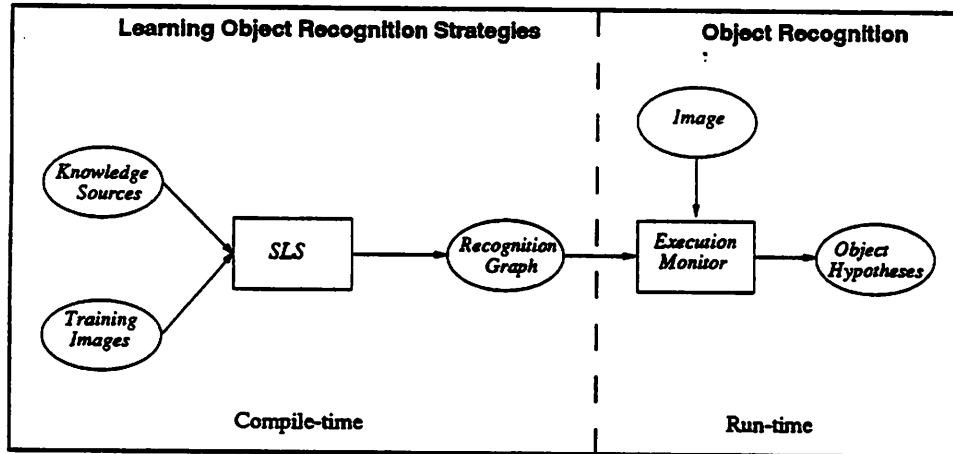 Learning Object Recognition Strategies
Object Recognition
Image
Knowledge
Sources
SLS
Recognition
Graph
Execution
Monitor
Object
Hypotheses
Training
Images
Compile-time
Run-time